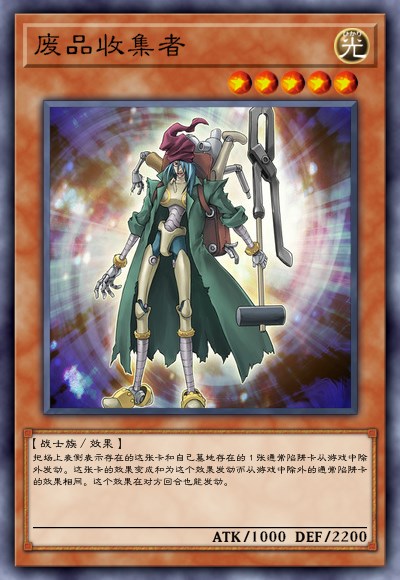 废品收集者
光
【战士族／效果】
把场上表侧表示存在的这张卡和自己墓地存在的1张通常陷阱卡从游戏中除
外发动。这张卡的效果变成和为这个效果发动而从游戏中除外的通常陷阱卡
的效果相同。这个效果在对方回合也能发动。
ATK/1000 DEF/2200